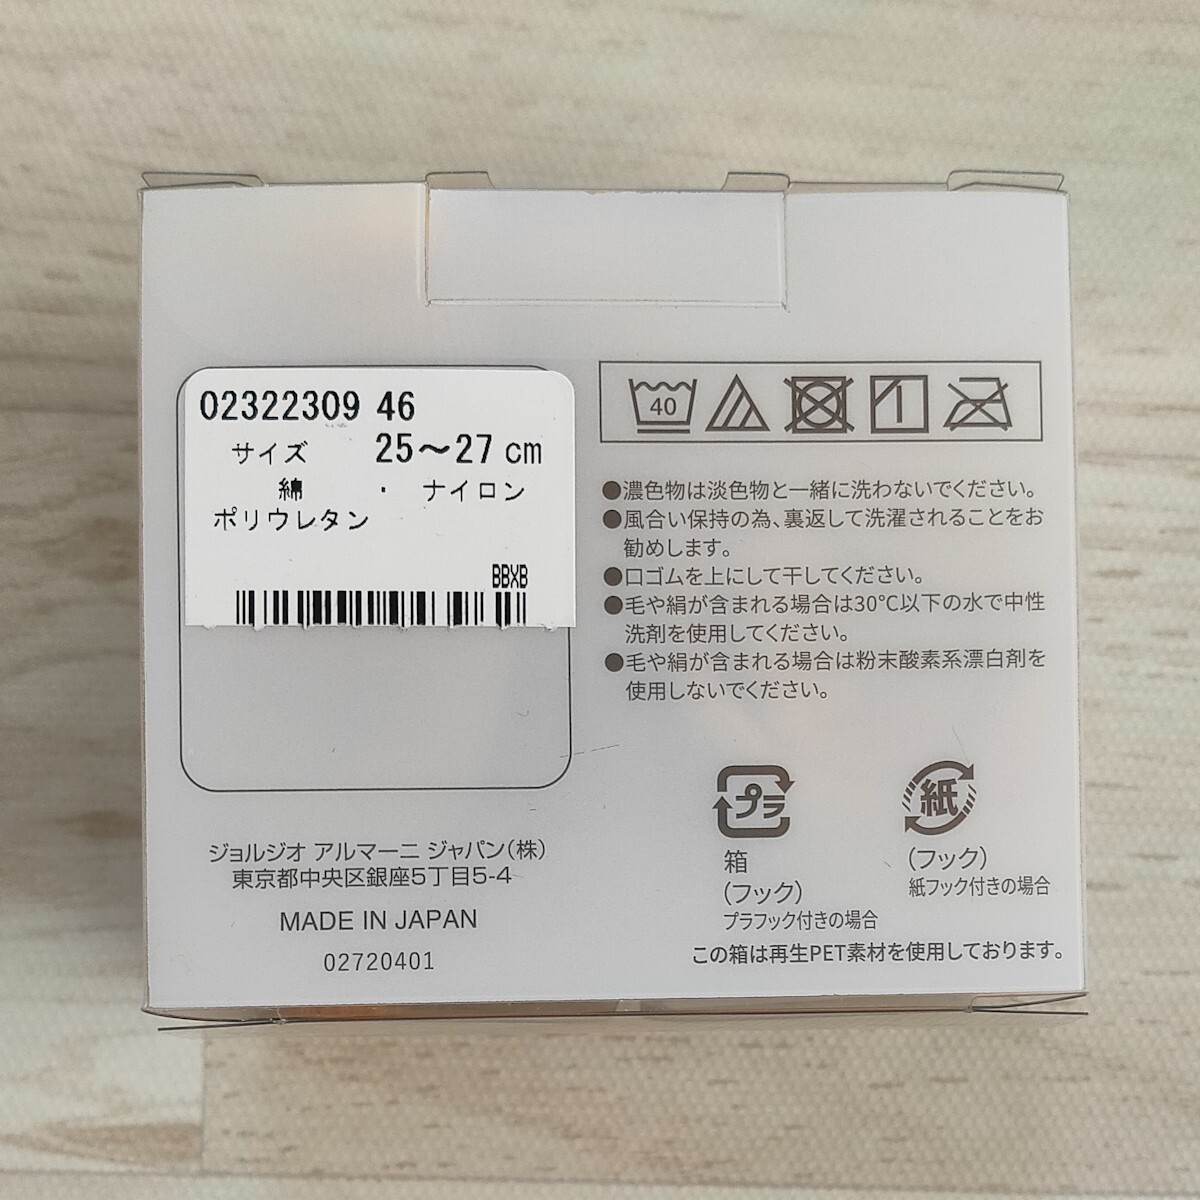 02322309 46
サイズ 25～27 cm
綿 ・ ナイロン
ポリウレタン
BBXB
40
●濃色物は淡色物と一緒に洗わないでください。
●風合い保持の為、裏返して洗濯されることをお
勧めします。
●口ゴムを上にして干してください。
●毛や絹が含まれる場合は30℃以下の水で中性
洗剤を使用してください。
●毛や絹が含まれる場合は粉末酸素系漂白剤を
使用しないでください。
ジョルジオ アルマーニ ジャパン(株)
東京都中央区銀座5丁目5-4
MADE IN JAPAN
02720401
プラ
箱
(フック)
プラフック付きの場合
紙
(フック)
紙フック付きの場合
この箱は再生PET素材を使用しております。